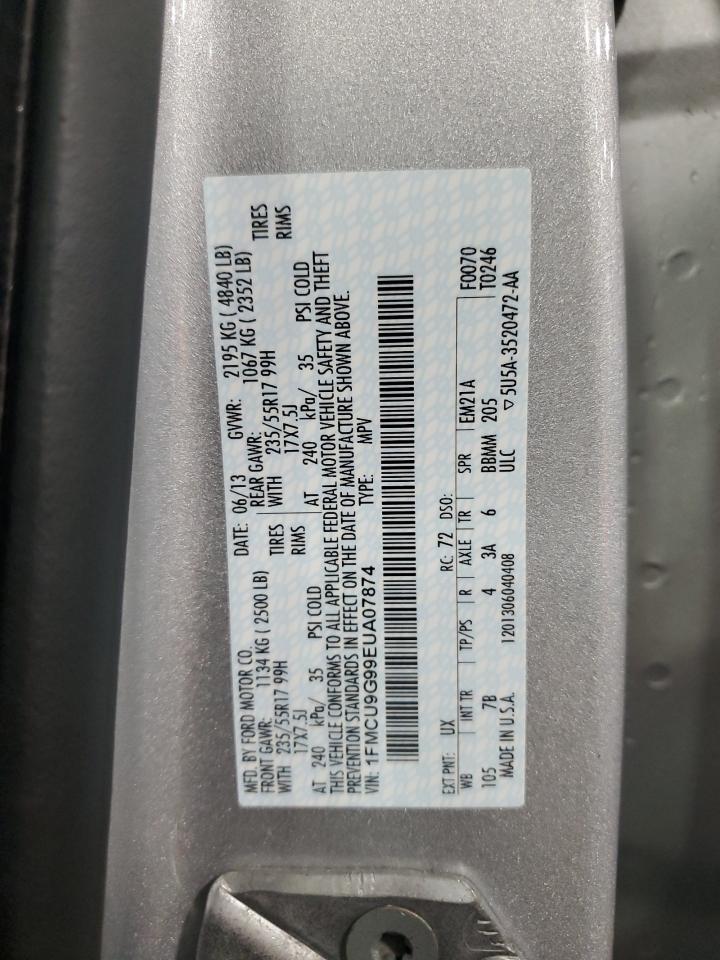 MFD. BY FORD MOTOR CO. DATE: 06/13 GVWR: 2195 KG ( 4840 LB)
FRONT GAWR: 1134 KG ( 2500 LB) REAR GAWR: 1067 KG ( 2352 LB)
WITH 235/55R17 99H TIRES WITH 235/55R17 99H TIRES
17X7.5J RIMS 17X7.5J RIMS
AT 240 kPa/ 35 PSI COLD AT 240 kPa/ 35 PSI COLD
THIS VEHICLE CONFORMS TO ALL APPLICABLE FEDERAL MOTOR VEHICLE SAFETY AND THEFT
PREVENTION STANDARDS IN EFFECT ON THE DATE OF MANUFACTURE SHOWN ABOVE.
VIN: 1FMCU9G99EUA07874 TYPE: MPV
EXT PNT: UX RC: 72 DSO:
WB INT TR TP/PS R AXLE TR SPR EM21A F0070
105 7B 4 3A 6 BBMM 205 T0246
MADE IN U.S.A. 1201306040408 ULC ▽5U5A-3520472-AA